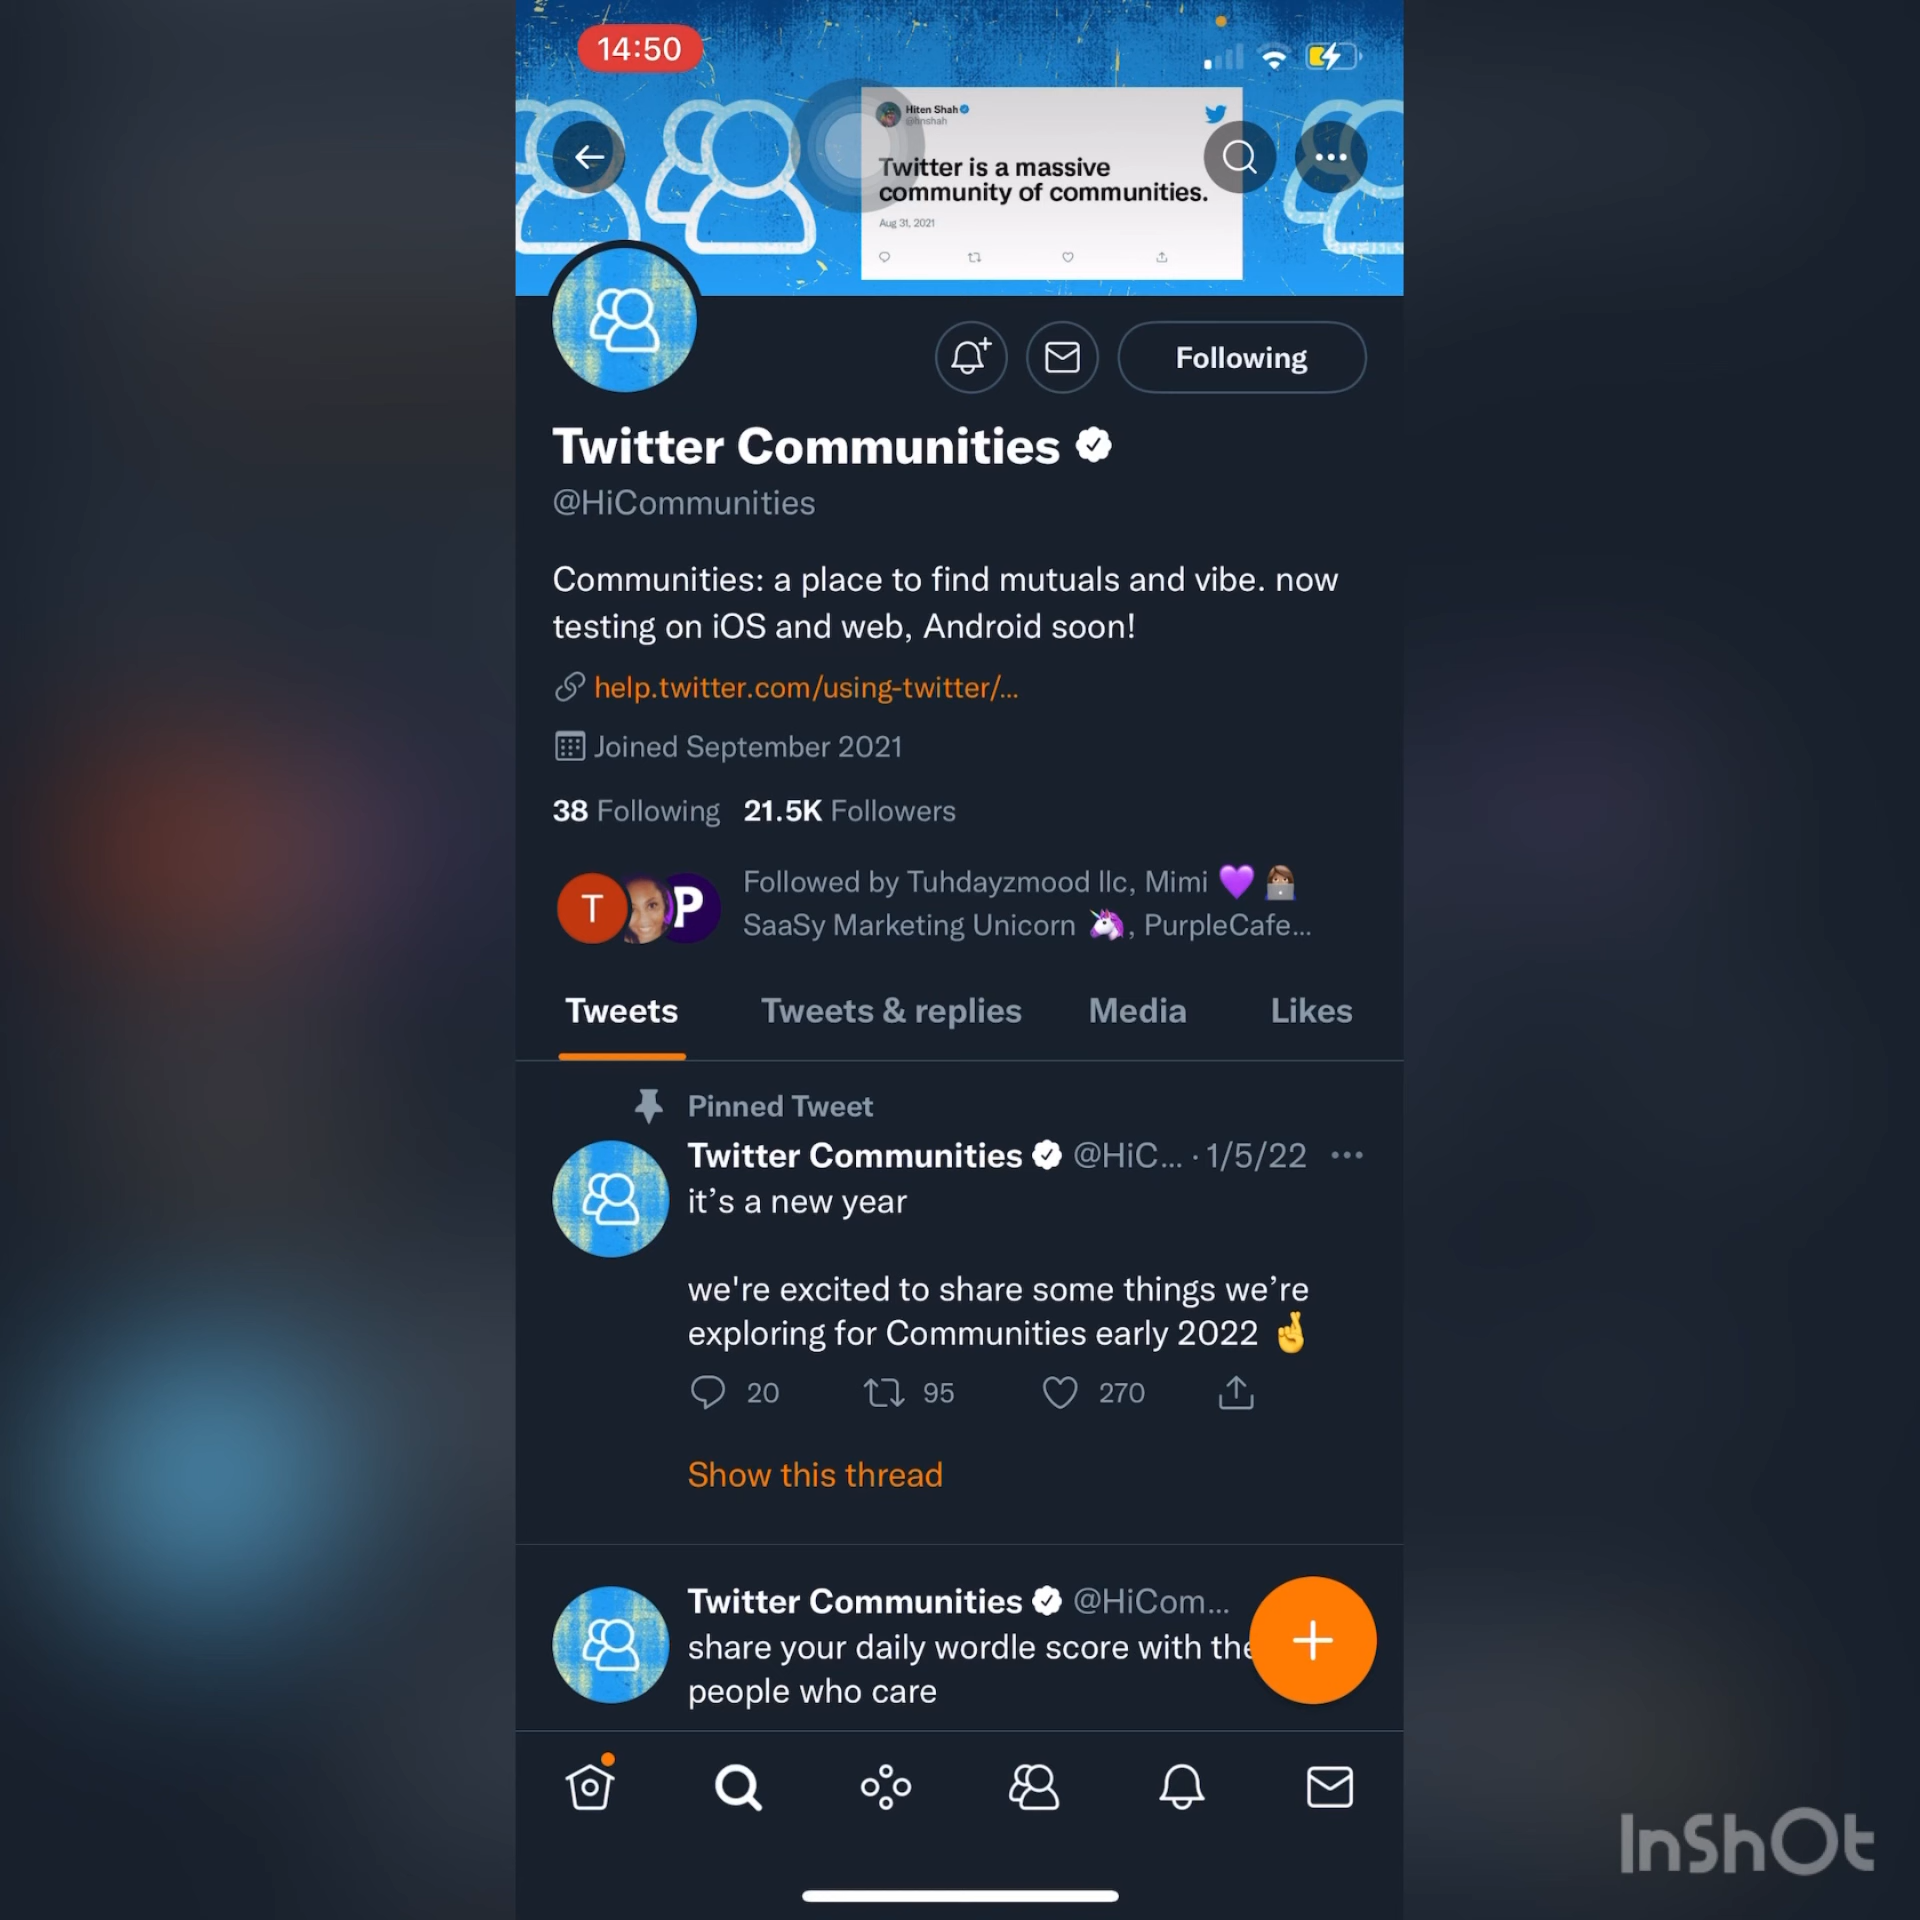 14:50
Hiten Shah
@hnshah
Twitter is a massive
community of communities.
Aug 31, 2021
Following
Twitter Communities
@HiCommunities
Communities: a place to find mutuals and vibe. now
testing on iOS and web, Android soon!
help.twitter.com/using-twitter/...
Joined September 2021
38 Following 21.5K Followers
T
P
Followed by Tuhdayzmood llc, Mimi 💜 👩🏽‍💻
SaaSy Marketing Unicorn 🦄, PurpleCafe...
Tweets Tweets & replies Media Likes
Pinned Tweet
Twitter Communities @HiC... · 1/5/22
it’s a new year
we're excited to share some things we’re
exploring for Communities early 2022 🤞
20 95 270
Show this thread
Twitter Communities @HiCom...
share your daily wordle score with the
people who care
InShOt